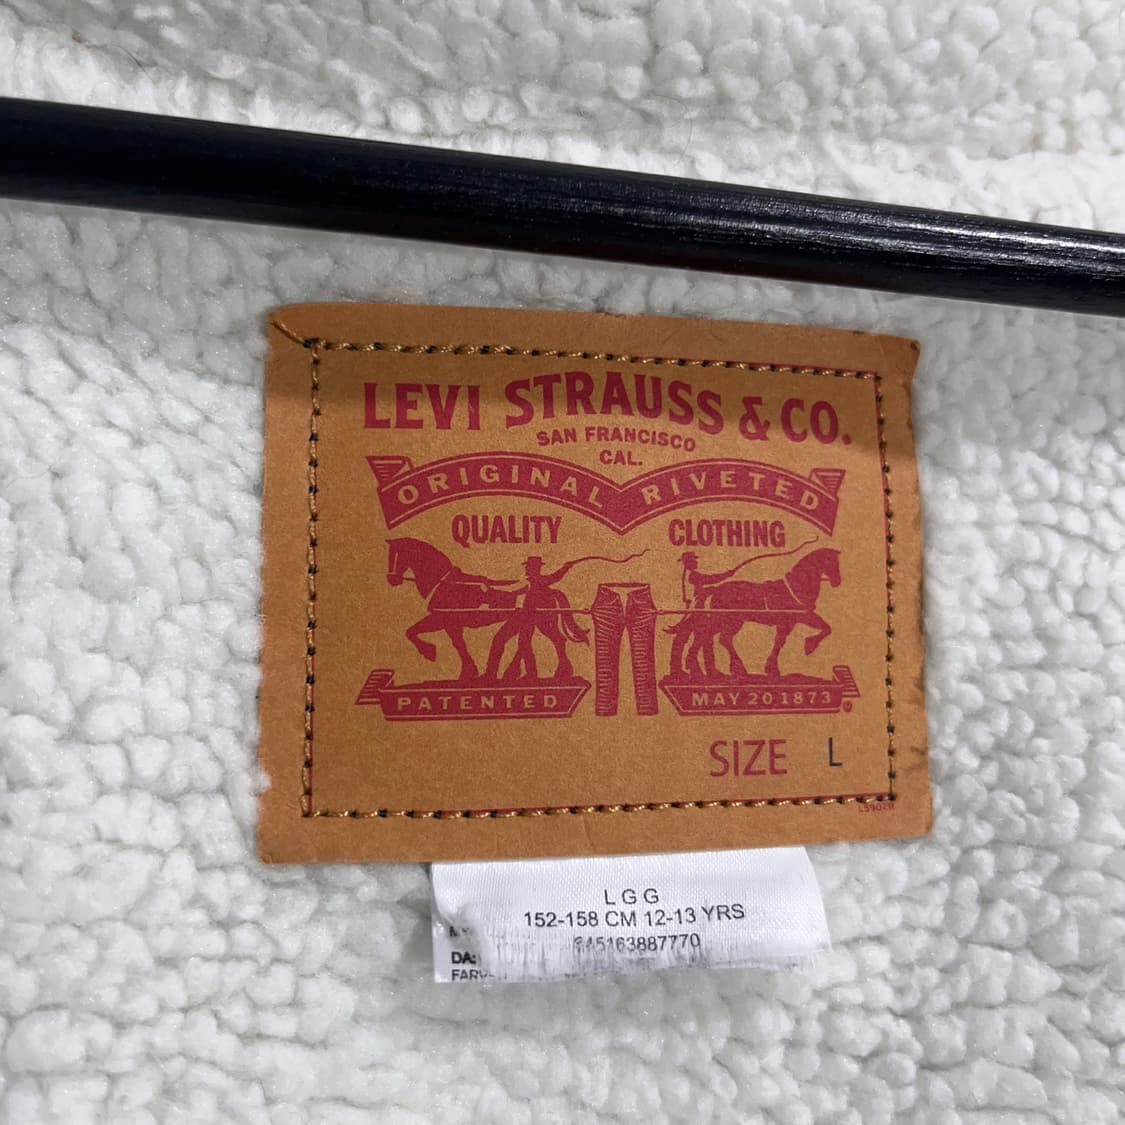 LEVI STRAUSS & CO.
SAN FRANCISCO
CAL.
ORIGINAL RIVETED
QUALITY CLOTHING
PATENTED MAY 20 1873
SIZE L
L G G
152-158 CM 12-13 YRS
DA: